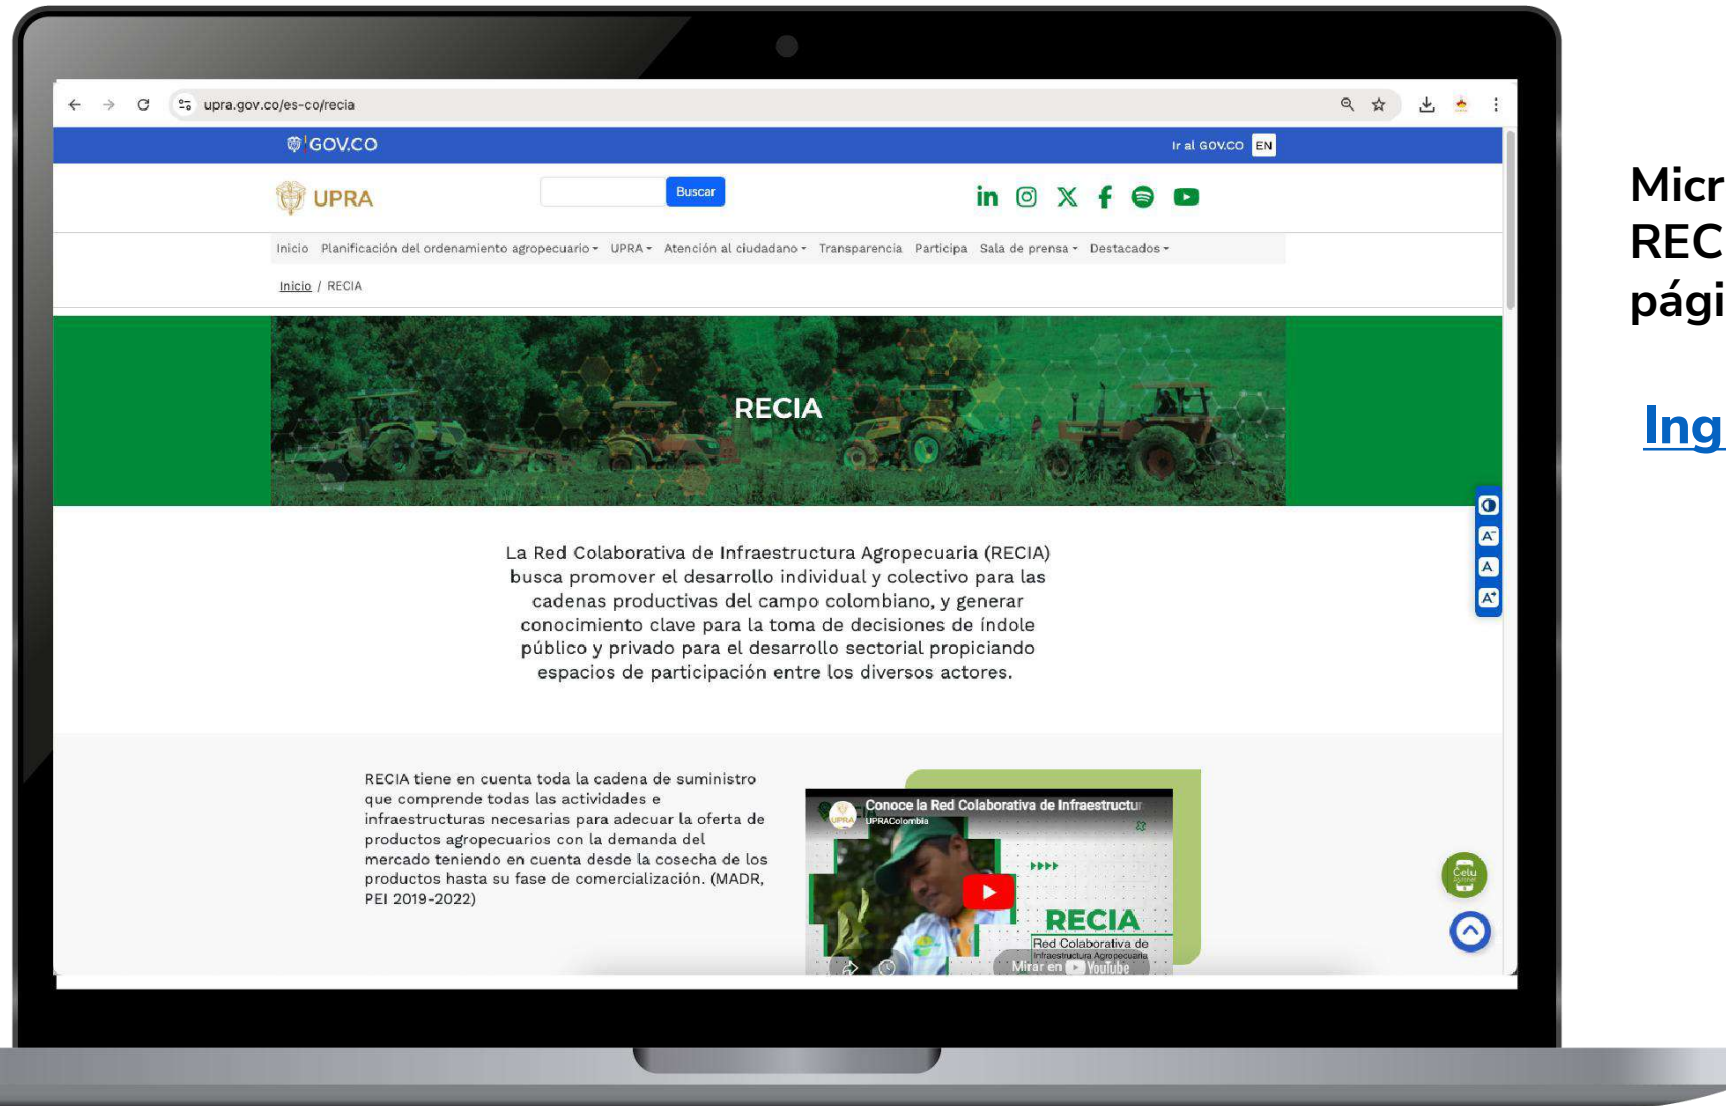 upra.gov.co/es-co/recia
GOV.CO
Ir al GOV.CO EN
UPRA
Buscar
Inicio Planificación del ordenamiento agropecuario UPRA Atención al ciudadano Transparencia Participa Sala de prensa Destacados
Inicio / RECIA
RECIA
La Red Colaborativa de Infraestructura Agropecuaria (RECIA)
busca promover el desarrollo individual y colectivo para las
cadenas productivas del campo colombiano, y generar
conocimiento clave para la toma de decisiones de índole
público y privado para el desarrollo sectorial propiciando
espacios de participación entre los diversos actores.
RECIA tiene en cuenta toda la cadena de suministro
que comprende todas las actividades e
infraestructuras necesarias para adecuar la oferta de
productos agropecuarios con la demanda del
mercado teniendo en cuenta desde la cosecha de los
productos hasta su fase de comercialización. (MADR,
PEI 2019-2022)
Conoce la Red Colaborativa de Infraestructur
UPRAColombia
UPRA
RECIA
Red Colaborativa de
Infraestructura Agropecuaria
Mirar en YouTube
A-
A
A+
Celu
Micr
REC
pági
Ing